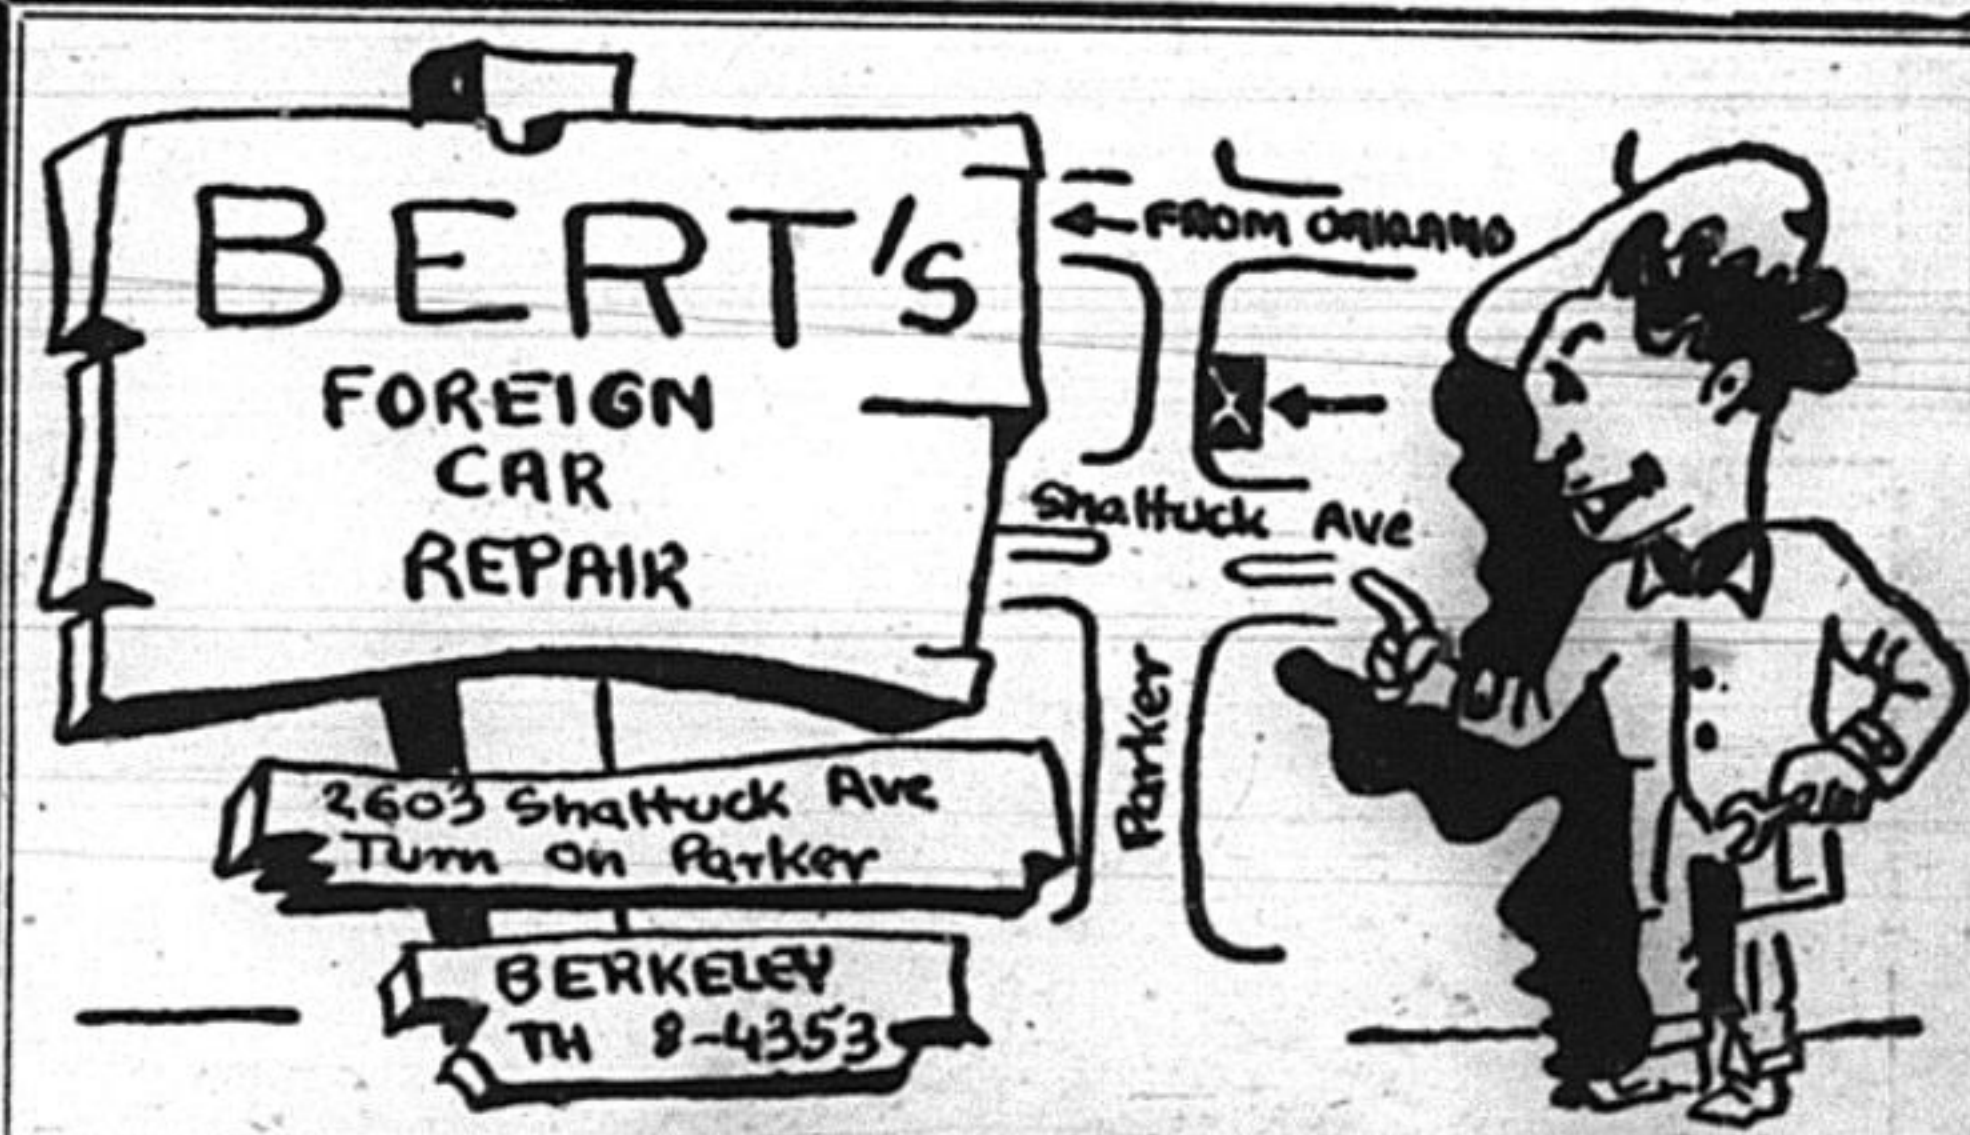 BERT's
FOREIGN
CAR
REPAIR
2603 Shattuck Ave
Turn on Parker
BERKELEY
TH 8-4353
← FROM OAKLAND
X
Shattuck Ave
Parker